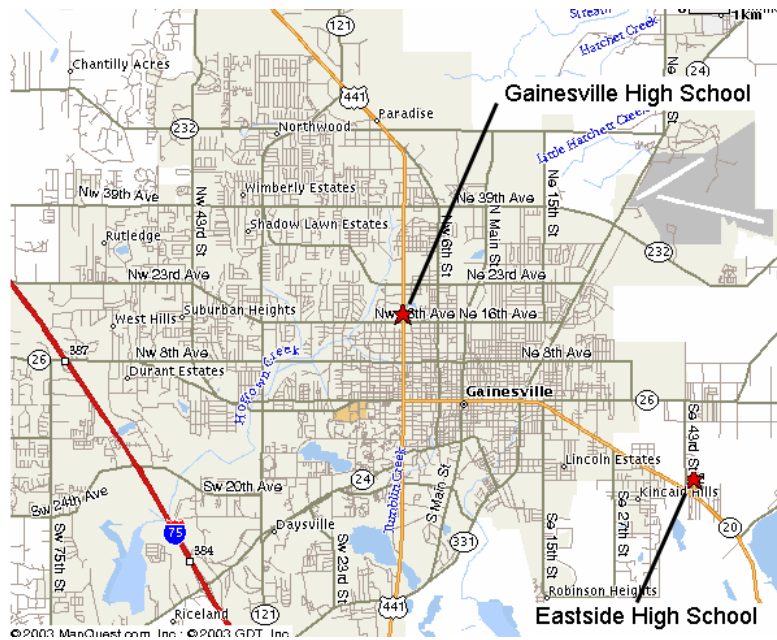 121
Stream
1km
Hatchet Creek
Chantilly Acres
24
441
Gainesville High School
Paradise
232
Northwood
Little Hatchett Creek
Nw 39th Ave
Nw 43rd St
Wimberly Estates
Ne 39th Ave
N Main St
Ne 15th St
Nw 6th St
Shadow Lawn Estates
Rutledge
232
Nw 23rd Ave
Ne 23rd Ave
West Hills
Suburban Heights
Ne 16th Ave
26
387
Nw 8th Ave
Ne 8th Ave
Durant Estates
Hogtown Creek
Gainesville
26
Se 43rd St
Lincoln Estates
24
Sw 20th Ave
Sw 24th Ave
Tumblin Creek
S Main St
Kincaid Hills
75
Daysville
Sw 75th St
Sw 23rd St
331
Se 15th St
Se 27th St
20
384
Robinson Heights
121
441
Riceland
Eastside High School
©2003 MapQuest.com, Inc.; ©2003 GDT, Inc.